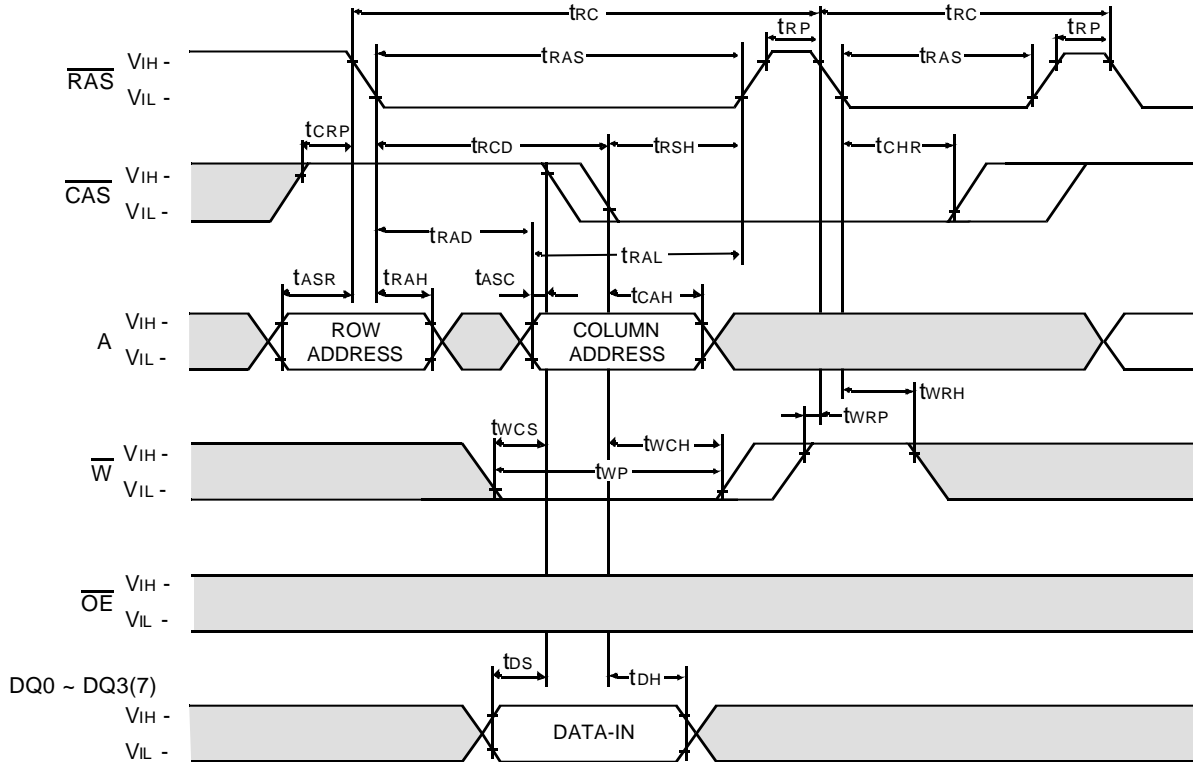 tRC tRC
tRP tRP
VIH -
RAS
VIL -
tRAS tRAS
tCRP
tRCD tRSH tCHR
VIH -
CAS
VIL -
tRAD
tRAL
tASR tRAH tASC
tCAH
VIH -
A
VIL -
ROW
ADDRESS
COLUMN
ADDRESS
tWRH
tWRP
tWCS
tWCH
VIH -
W
VIL -
tWP
VIH -
OE
VIL -
tDS
tDH
DQ0 ~ DQ3(7)
VIH -
VIL -
DATA-IN